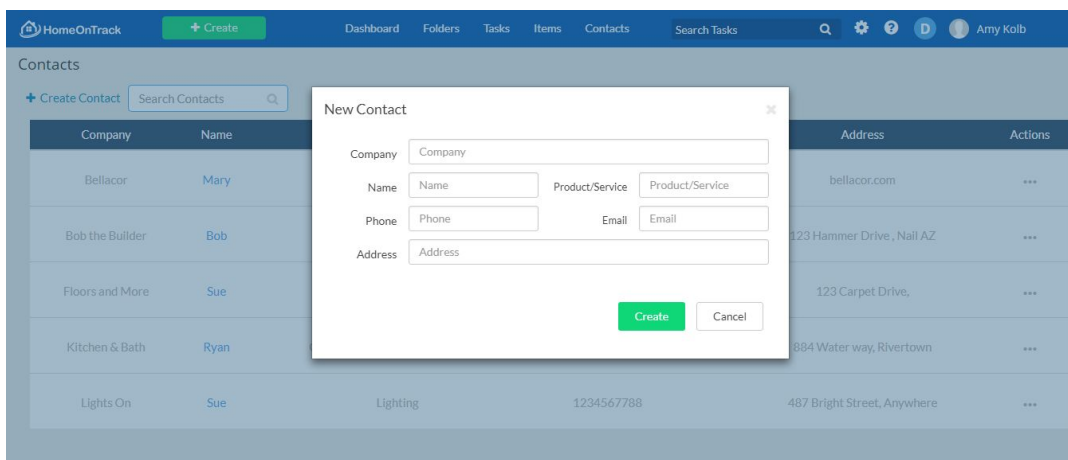 HomeOnTrack + Create Dashboard Folders Tasks Items Contacts Search Tasks D Amy Kolb
Contacts
+ Create Contact Search Contacts
New Contact
Company Name Address Actions
Company Company
Name Name Product/Service Product/Service
Phone Phone Email Email
Address Address
Create Cancel
Bellacor Mary bellacor.com
Bob the Builder Bob 123 Hammer Drive , Nail AZ
Floors and More Sue 123 Carpet Drive,
Kitchen & Bath Ryan 884 Water way, Rivertown
Lights On Sue Lighting 1234567788 487 Bright Street, Anywhere